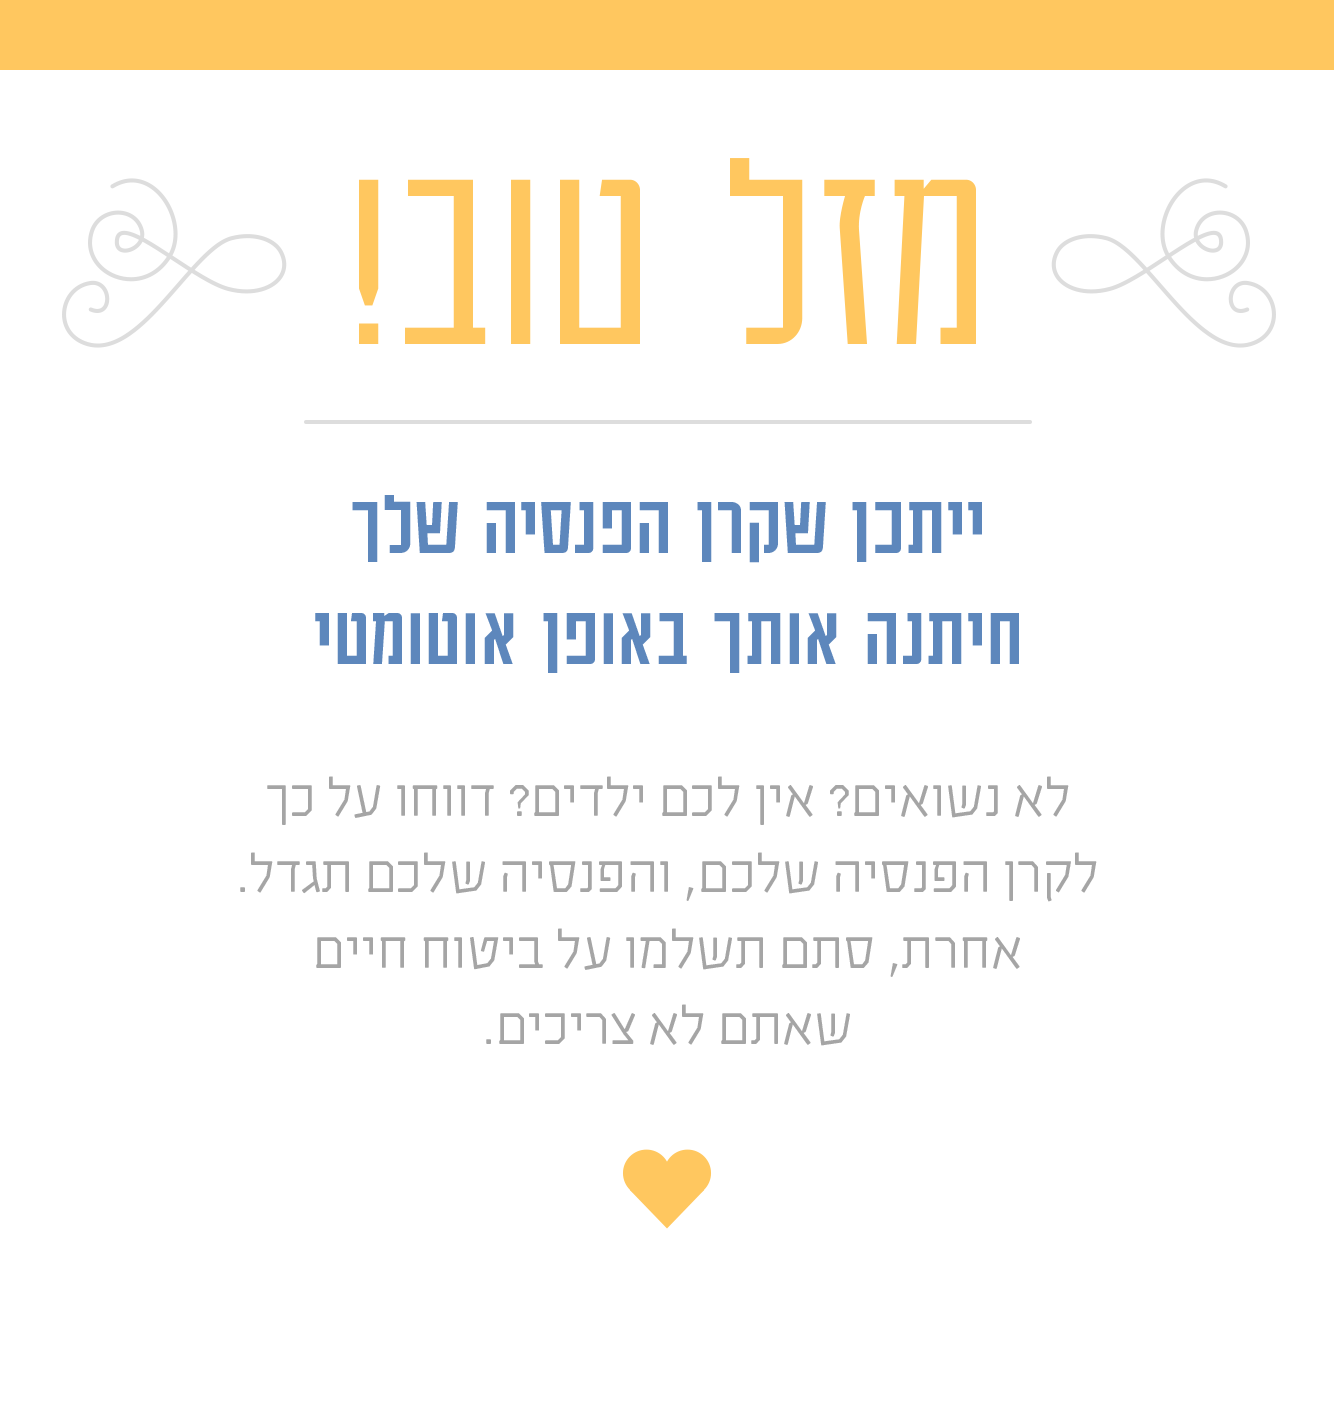 מזל טוב!
ייתכן שקרן הפנסיה שלך
חיתנה אותך באופן אוטומטי
לא נשואים? אין לכם ילדים? דווחו על כך
לקרן הפנסיה שלכם, והפנסיה שלכם תגדל.
אחרת, סתם תשלמו על ביטוח חיים
שאתם לא צריכים.